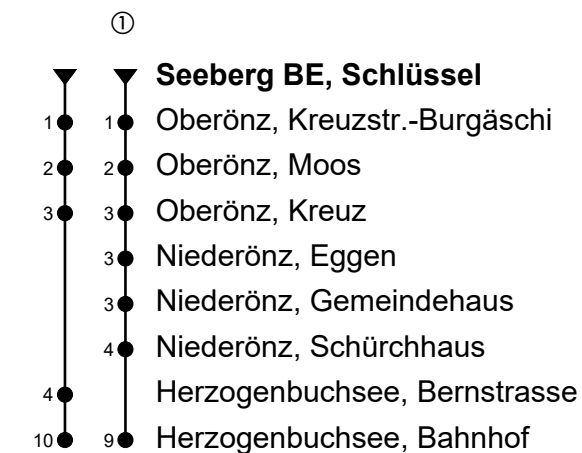 ①
Seeberg BE, Schlüssel
1 1 Oberönz, Kreuzstr.-Burgäschi
2 2 Oberönz, Moos
3 3 Oberönz, Kreuz
3 Niederönz, Eggen
3 Niederönz, Gemeindehaus
4 Niederönz, Schürchhaus
4 Herzogenbuchsee, Bernstrasse
10 9 Herzogenbuchsee, Bahnhof